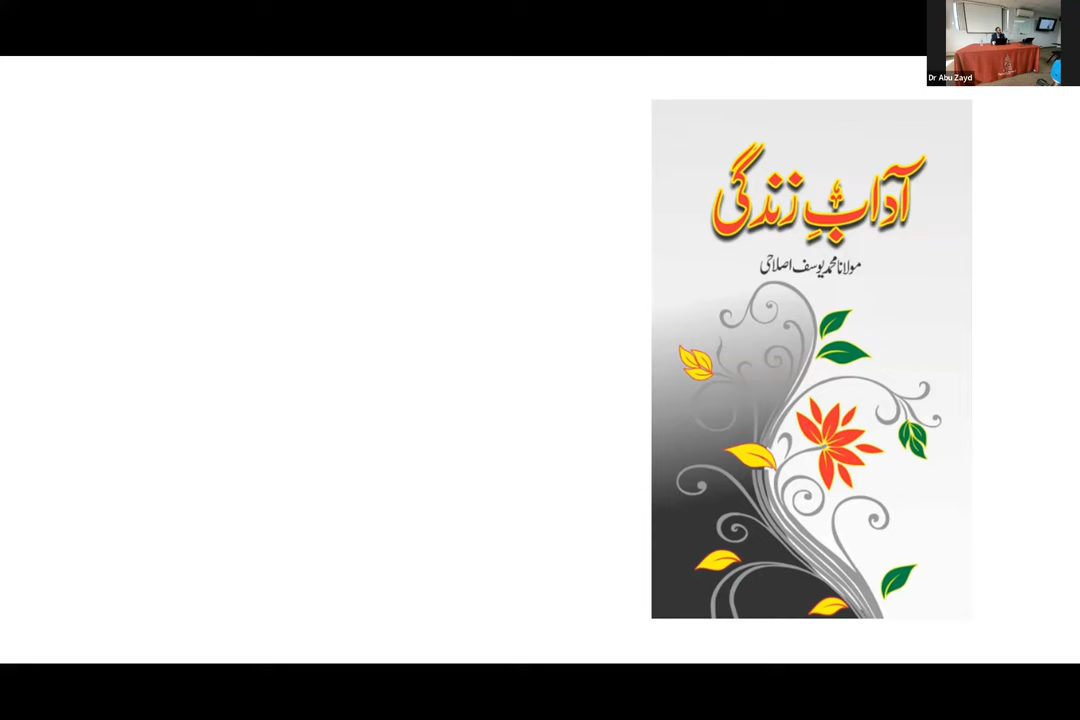 Dr Abu Zayd
آدابِ زندگی
مولانا محمد یوسف اصلاحی